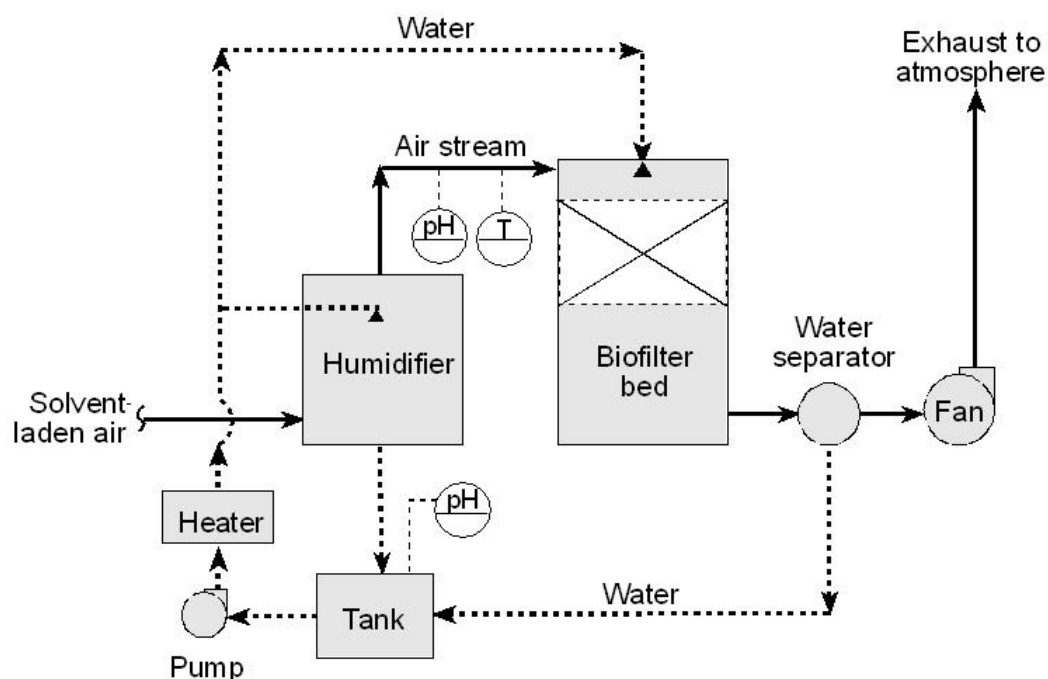 Water
Exhaust to
atmosphere
Air stream
pH
T
Humidifier
Biofilter
bed
Water
separator
Solvent-
laden air
Fan
Heater
pH
Tank
Water
Pump